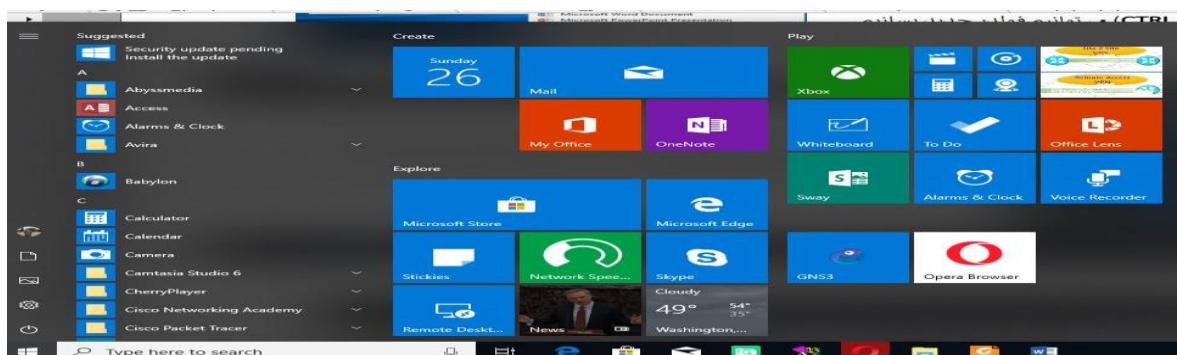 Microsoft Word Document
Microsoft PowerPoint Presentation
Suggested
Security update pending
Install the update
A
Abyssmedia
Access
Alarms & Clock
Avira
B
Babylon
C
Calculator
Calendar
Camera
Camtasia Studio 6
CherryPlayer
Cisco Networking Academy
Cisco Packet Tracer
Create
Sunday
26
Mail
My Office
OneNote
Explore
Microsoft Store
Microsoft Edge
Stickies
Network Spee...
Skype
Remote Deskt...
News
Cloudy
49°
54°
35°
Washington,...
Play
Xbox
Whiteboard
To Do
Office Lens
Sway
Alarms & Clock
Voice Recorder
GNS3
Opera Browser
Type here to search